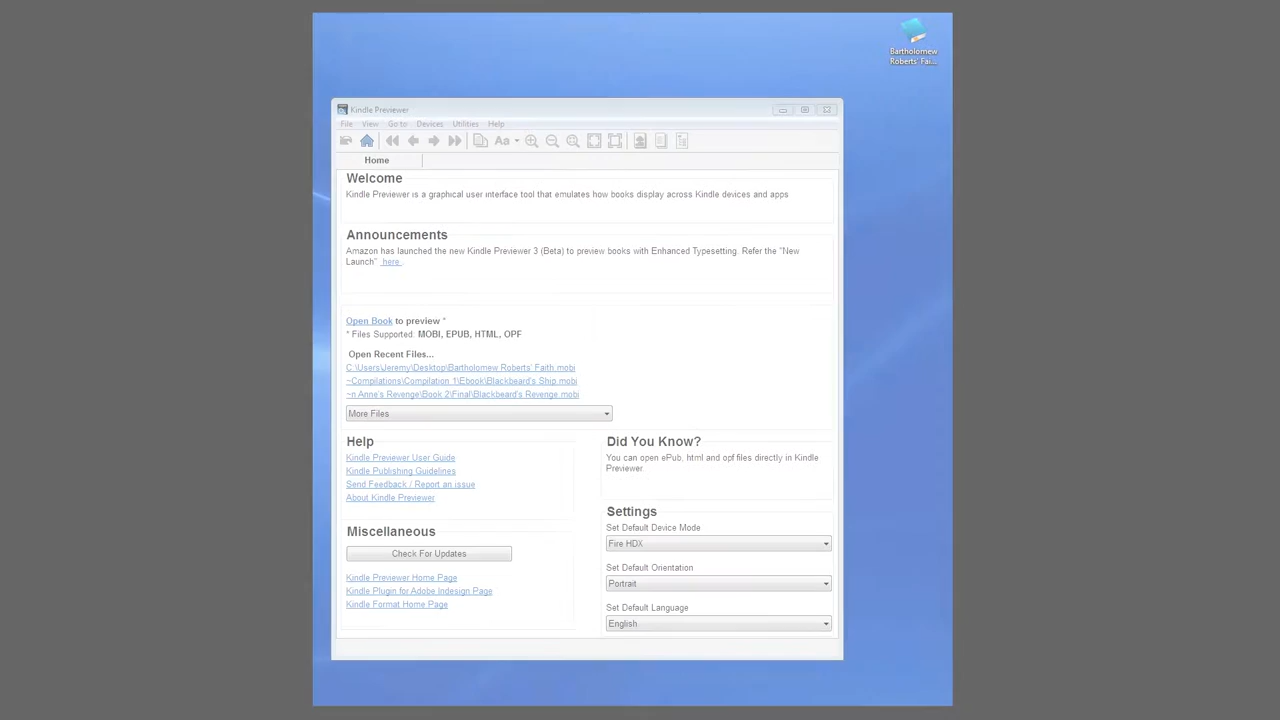 Bartholomew
Roberts' Fai...
Kindle Previewer
File View Go to Devices Utilities Help
Aa
Home
Welcome
Kindle Previewer is a graphical user interface tool that emulates how books display across Kindle devices and apps
Announcements
Amazon has launched the new Kindle Previewer 3 (Beta) to preview books with Enhanced Typesetting. Refer the "New
Launch" here .
Open Book to preview *
* Files Supported: MOBI, EPUB, HTML, OPF
Open Recent Files...
C:\Users\Jeremy\Desktop\Bartholomew Roberts' Faith.mobi
~Compilations\Compilation 1\Ebook\Blackbeard's Ship.mobi
~n Anne's Revenge\Book 2\Final\Blackbeard's Revenge.mobi
More Files
Help
Kindle Previewer User Guide
Kindle Publishing Guidelines
Send Feedback / Report an issue
About Kindle Previewer
Did You Know?
You can open ePub, html and opf files directly in Kindle
Previewer.
Miscellaneous
Check For Updates
Kindle Previewer Home Page
Kindle Plugin for Adobe Indesign Page
Kindle Format Home Page
Settings
Set Default Device Mode
Fire HDX
Set Default Orientation
Portrait
Set Default Language
English